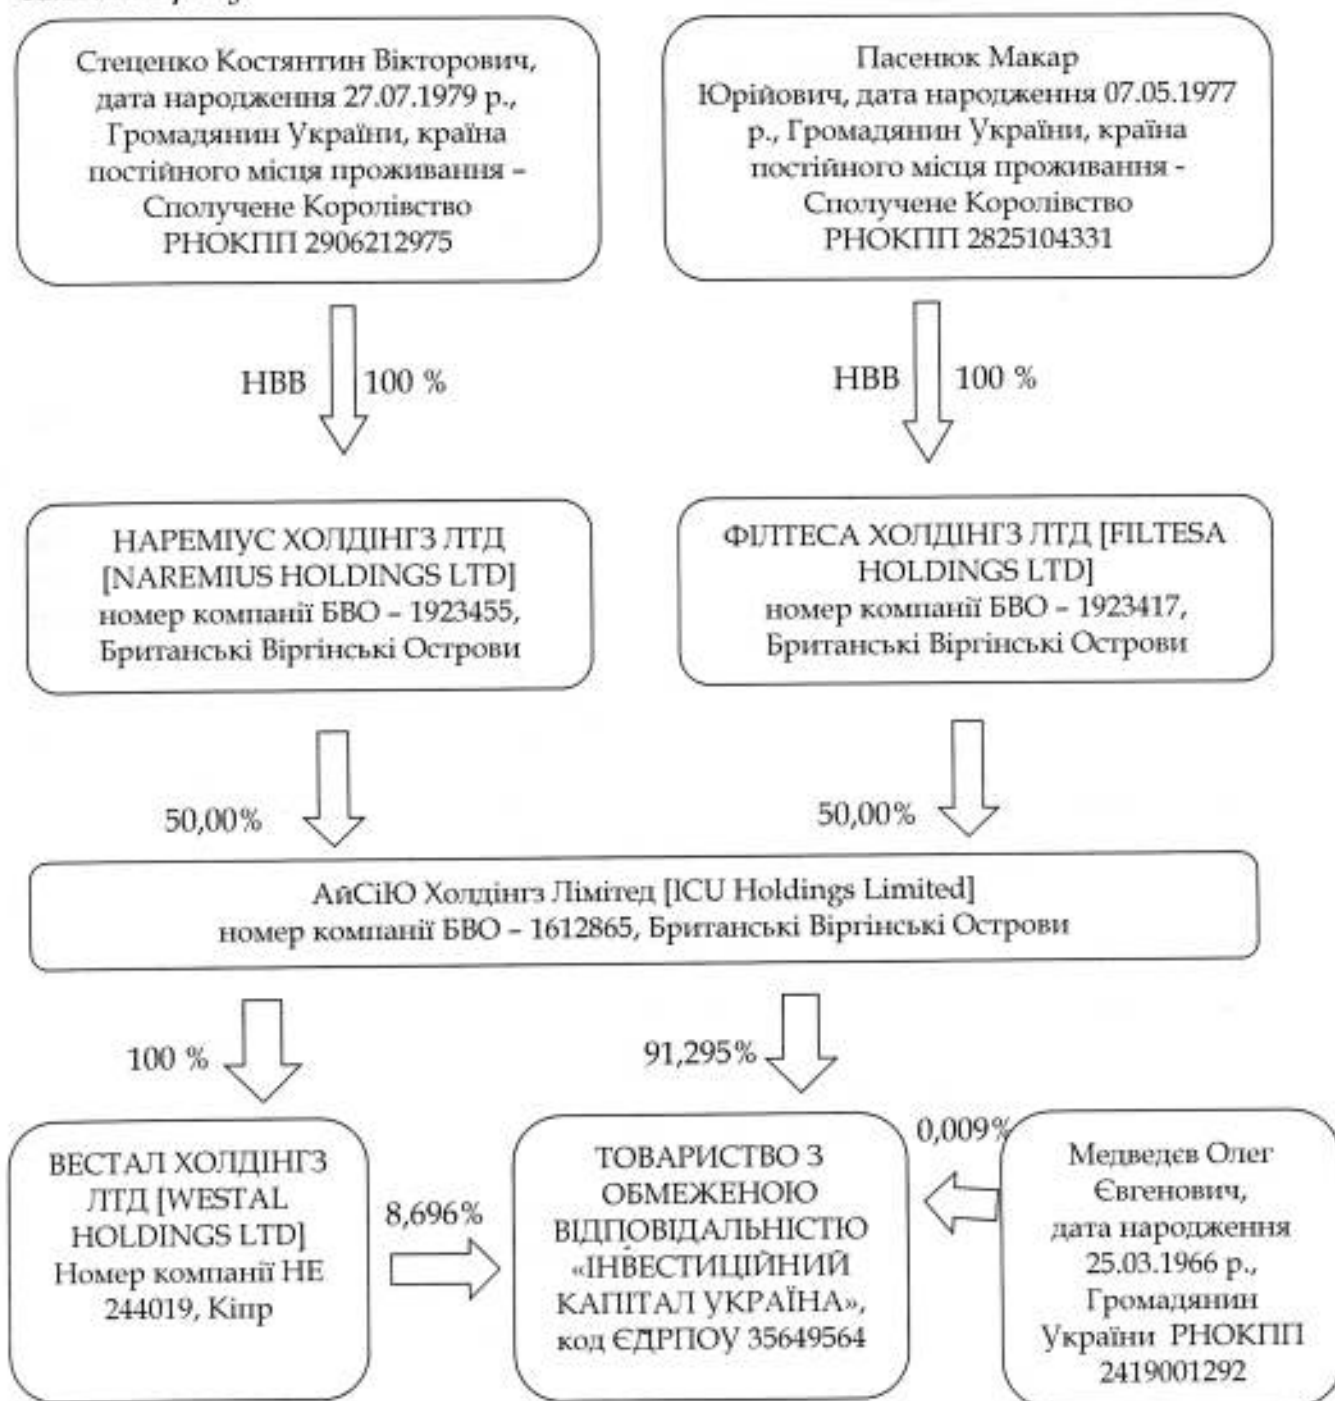 Стеценко Костянтин Вікторович,
дата народження 27.07.1979 р.,
Громадянин України, країна
постійного місця проживання –
Сполучене Королівство
РНОКПП 2906212975
Пасенюк Макар
Юрійович, дата народження 07.05.1977
р., Громадянин України, країна
постійного місця проживання -
Сполучене Королівство
РНОКПП 2825104331
НВВ 100 %
НВВ 100 %
НАРЕМІУС ХОЛДІНГЗ ЛТД
[NAREMIUS HOLDINGS LTD]
номер компанії БВО – 1923455,
Британські Віргінські Острови
ФІЛТЕСА ХОЛДІНГЗ ЛТД [FILTESA
HOLDINGS LTD]
номер компанії БВО – 1923417,
Британські Віргінські Острови
50,00%
50,00%
АйСіЮ Холдінгз Лімітед [ICU Holdings Limited]
номер компанії БВО – 1612865, Британські Віргінські Острови
100 %
91,295%
ВЕСТАЛ ХОЛДІНГЗ
ЛТД [WESTAL
HOLDINGS LTD]
Номер компанії НЕ
244019, Кіпр
8,696%
ТОВАРИСТВО З
ОБМЕЖЕНОЮ
ВІДПОВІДАЛЬНІСТЮ
«ІНВЕСТИЦІЙНИЙ
КАПІТАЛ УКРАЇНА»,
код ЄДРПОУ 35649564
0,009%
Медведєв Олег
Євгенович,
дата народження
25.03.1966 р.,
Громадянин
України РНОКПП
2419001292